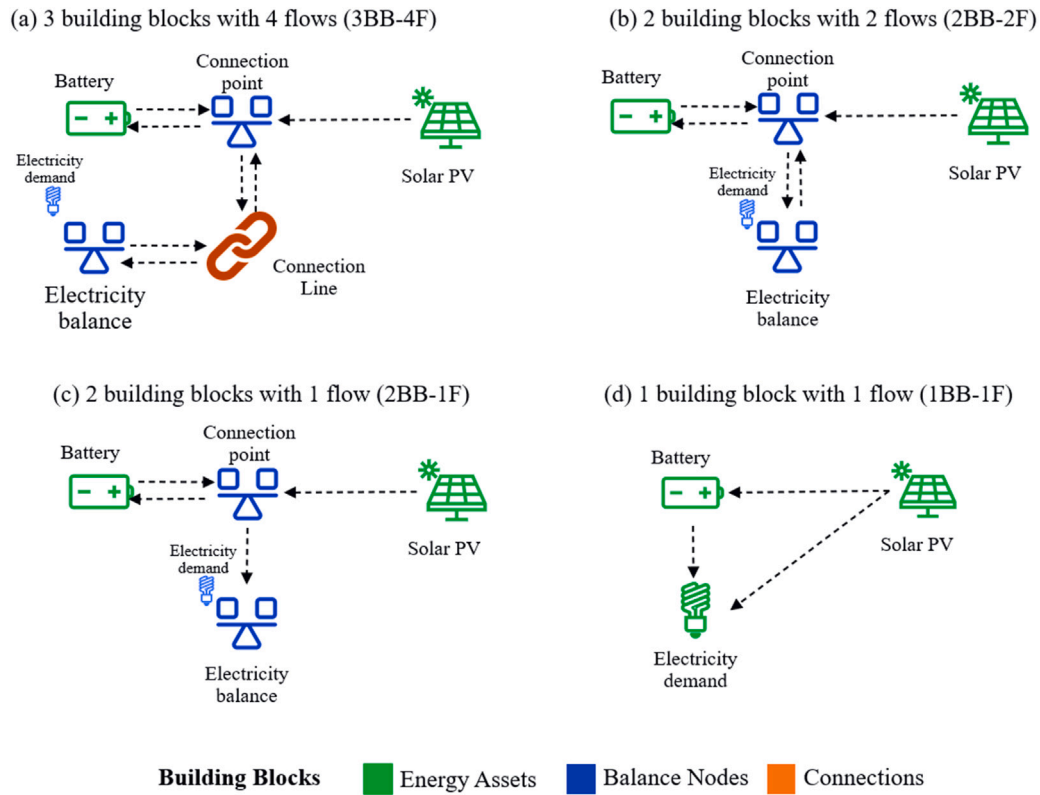 (a) 3 building blocks with 4 flows (3BB-4F)
Battery
Connection
point
Solar PV
Electricity
demand
Electricity
balance
Connection
Line
(b) 2 building blocks with 2 flows (2BB-2F)
Battery
Connection
point
Solar PV
Electricity
demand
Electricity
balance
(c) 2 building blocks with 1 flow (2BB-1F)
Battery
Connection
point
Solar PV
Electricity
demand
Electricity
balance
(d) 1 building block with 1 flow (1BB-1F)
Battery
Solar PV
Electricity
demand
Building Blocks Energy Assets Balance Nodes Connections